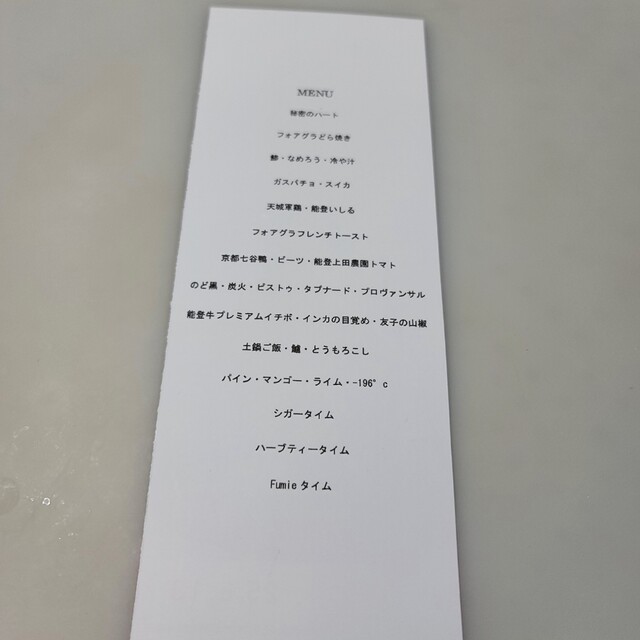 MENU
秘密のハート
フォアグラどら焼き
鯵・なめろう・冷や汁
ガスパチョ・スイカ
天城軍鶏・能登いしる
フォアグラフレンチトースト
京都七谷鴨・ビーツ・能登上田農園トマト
のど黒・炭火・ピストゥ・タプナード・プロヴァンサル
能登牛プレミアムイチボ・インカの目覚め・友子の山椒
土鍋ご飯・鱸・とうもろこし
パイン・マンゴー・ライム・-196°c
シガータイム
ハーブティータイム
Fumieタイム